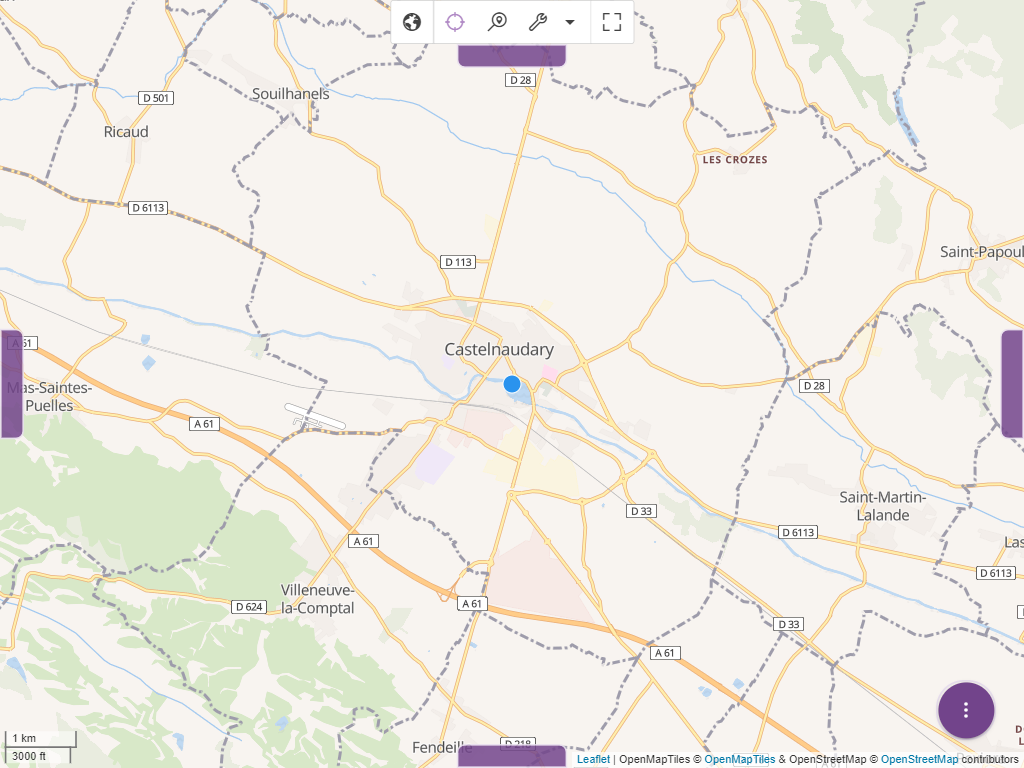 D 28
D 501
Souilhanels
Ricaud
LES CROZES
D 6113
Saint-Papoul
D 113
A 61
Castelnaudary
Mas-Saintes-
Puelles
D 28
A 61
Saint-Martin-
Lalande
D 33
D 6113
A 61
Las
D 6113
Villeneuve-
la-Comptal
D 624
A 61
D 33
A 61
1 km
3000 ft
Fendeille
D 218
Leaflet | OpenMapTiles © OpenMapTiles & OpenStreetMap © OpenStreetMap contributors